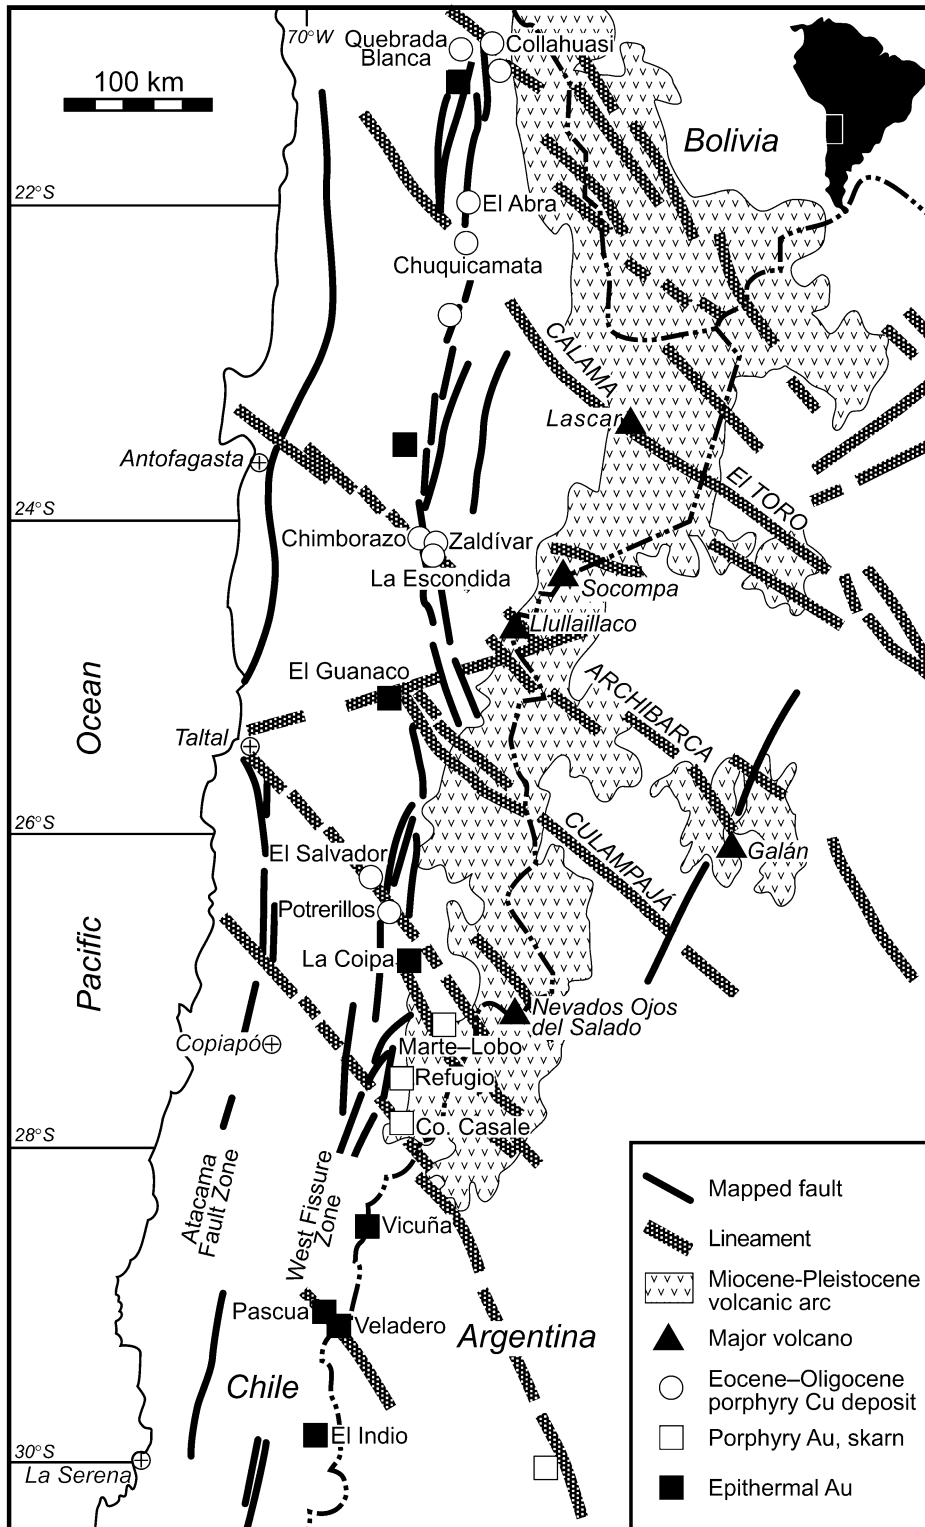 70°W
Quebrada
Blanca
Collahuasi
100 km
Bolivia
22°S
El Abra
Chuquicamata
CALAMA
Lascar
Antofagasta
El TORO
24°S
Chimborazo
Zaldívar
La Escondida
Socompa
Llullaillaco
El Guanaco
ARCHIBARCA
Ocean
Taltal
26°S
CULAMPAJÁ
Galán
El Salvador
Potrerillos
Pacific
La Coipa
Nevados Ojos
del Salado
Copiapó
Marte–Lobo
Refugio
Co. Casale
28°S
Atacama
Fault Zone
West Fissure
Zone
Vicuña
Pascua
Veladero
Argentina
Chile
El Indio
30°S
La Serena
Mapped fault
Lineament
Miocene-Pleistocene
volcanic arc
Major volcano
Eocene–Oligocene
porphyry Cu deposit
Porphyry Au, skarn
Epithermal Au